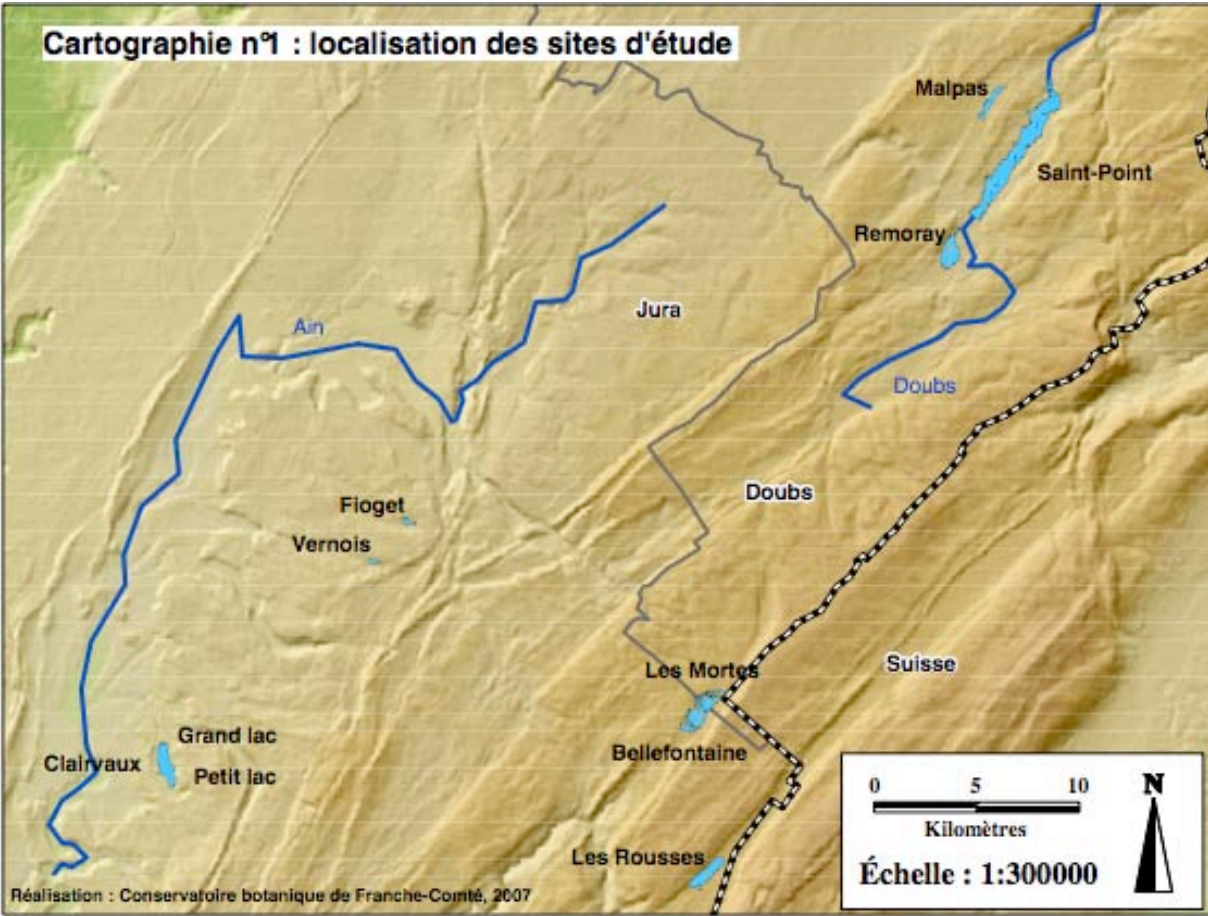 Cartographie n°1 : localisation des sites d'étude
Malpas
Saint-Point
Remoray
Jura
Ain
Doubs
Doubs
Fioget
Vernois
Les Mortes
Suisse
Grand lac
Clairvaux
Petit lac
Bellefontaine
Les Rousses
0 5 10
Kilomètres
N
Échelle : 1:300000
Réalisation : Conservatoire botanique de Franche-Comté, 2007